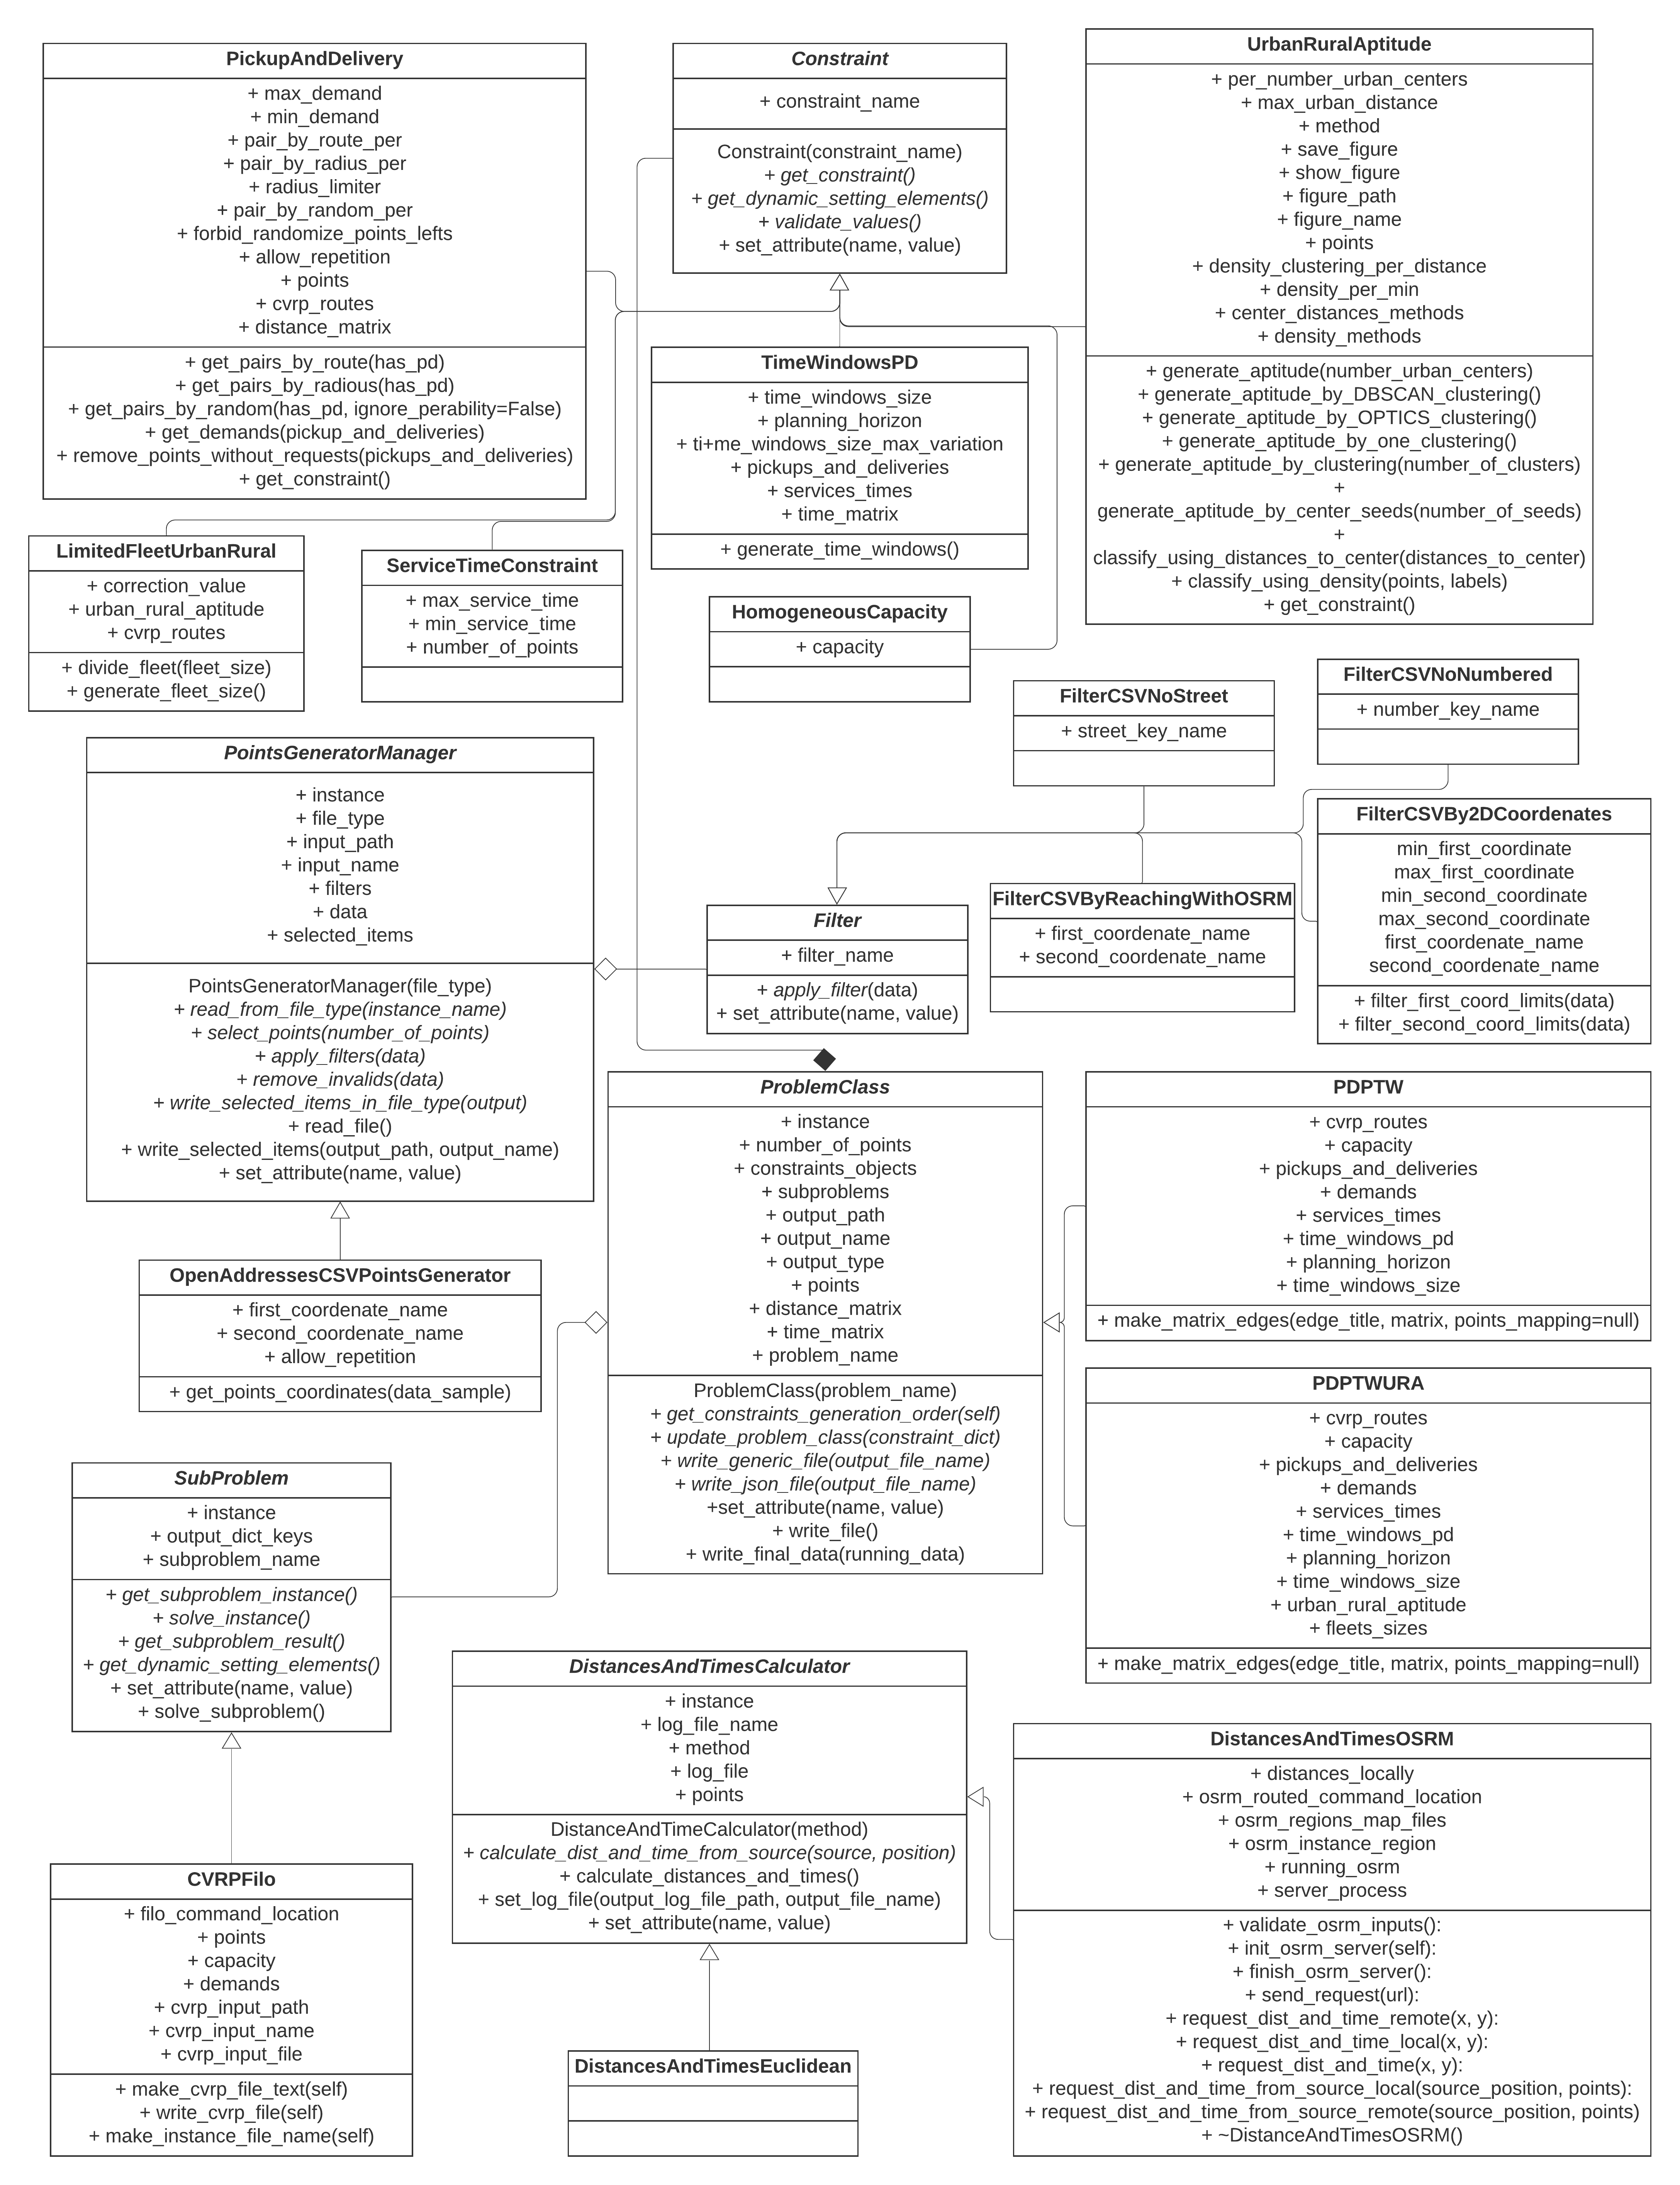 PickupAndDelivery
+ max_demand
+ min_demand
+ pair_by_route_per
+ pair_by_radius_per
+ radius_limiter
+ pair_by_random_per
+ forbid_randomize_points_lefts
+ allow_repetition
+ points
+ cvrp_routes
+ distance_matrix
+ get_pairs_by_route(has_pd)
+ get_pairs_by_radious(has_pd)
+ get_pairs_by_random(has_pd, ignore_perability=False)
+ get_demands(pickup_and_deliveries)
+ remove_points_without_requests(pickups_and_deliveries)
+ get_constraint()
Constraint
+ constraint_name
Constraint(constraint_name)
+ get_constraint()
+ get_dynamic_setting_elements()
+ validate_values()
+ set_attribute(name, value)
UrbanRuralAptitude
+ per_number_urban_centers
+ max_urban_distance
+ method
+ save_figure
+ show_figure
+ figure_path
+ figure_name
+ points
+ density_clustering_per_distance
+ density_per_min
+ center_distances_methods
+ density_methods
+ generate_aptitude(number_urban_centers)
+ generate_aptitude_by_DBSCAN_clustering()
+ generate_aptitude_by_OPTICS_clustering()
+ generate_aptitude_by_one_clustering()
+ generate_aptitude_by_clustering(number_of_clusters)
+
generate_aptitude_by_center_seeds(number_of_seeds)
+
classify_using_distances_to_center(distances_to_center)
+ classify_using_density(points, labels)
+ get_constraint()
TimeWindowsPD
+ time_windows_size
+ planning_horizon
+ ti+me_windows_size_max_variation
+ pickups_and_deliveries
+ services_times
+ time_matrix
+ generate_time_windows()
LimitedFleetUrbanRural
+ correction_value
+ urban_rural_aptitude
+ cvrp_routes
+ divide_fleet(fleet_size)
+ generate_fleet_size()
ServiceTimeConstraint
+ max_service_time
+ min_service_time
+ number_of_points
HomogeneousCapacity
+ capacity
FilterCSVNoStreet
+ street_key_name
FilterCSVNoNumbered
+ number_key_name
PointsGeneratorManager
+ instance
+ file_type
+ input_path
+ input_name
+ filters
+ data
+ selected_items
PointsGeneratorManager(file_type)
+ read_from_file_type(instance_name)
+ select_points(number_of_points)
+ apply_filters(data)
+ remove_invalids(data)
+ write_selected_items_in_file_type(output)
+ read_file()
+ write_selected_items(output_path, output_name)
+ set_attribute(name, value)
Filter
+ filter_name
+ apply_filter(data)
+ set_attribute(name, value)
FilterCSVByReachingWithOSRM
+ first_coordenate_name
+ second_coordenate_name
FilterCSVBy2DCoordenates
min_first_coordinate
max_first_coordinate
min_second_coordinate
max_second_coordinate
first_coordenate_name
second_coordenate_name
+ filter_first_coord_limits(data)
+ filter_second_coord_limits(data)
ProblemClass
+ instance
+ number_of_points
+ constraints_objects
+ subproblems
+ output_path
+ output_name
+ output_type
+ points
+ distance_matrix
+ time_matrix
+ problem_name
ProblemClass(problem_name)
+ get_constraints_generation_order(self)
+ update_problem_class(constraint_dict)
+ write_generic_file(output_file_name)
+ write_json_file(output_file_name)
+set_attribute(name, value)
+ write_file()
+ write_final_data(running_data)
PDPTW
+ cvrp_routes
+ capacity
+ pickups_and_deliveries
+ demands
+ services_times
+ time_windows_pd
+ planning_horizon
+ time_windows_size
+ make_matrix_edges(edge_title, matrix, points_mapping=null)
OpenAddressesCSVPointsGenerator
+ first_coordenate_name
+ second_coordenate_name
+ allow_repetition
+ get_points_coordinates(data_sample)
PDPTWURA
+ cvrp_routes
+ capacity
+ pickups_and_deliveries
+ demands
+ services_times
+ time_windows_pd
+ planning_horizon
+ time_windows_size
+ urban_rural_aptitude
+ fleets_sizes
+ make_matrix_edges(edge_title, matrix, points_mapping=null)
SubProblem
+ instance
+ output_dict_keys
+ subproblem_name
+ get_subproblem_instance()
+ solve_instance()
+ get_subproblem_result()
+ get_dynamic_setting_elements()
+ set_attribute(name, value)
+ solve_subproblem()
DistancesAndTimesCalculator
+ instance
+ log_file_name
+ method
+ log_file
+ points
DistanceAndTimeCalculator(method)
+ calculate_dist_and_time_from_source(source, position)
+ calculate_distances_and_times()
+ set_log_file(output_log_file_path, output_file_name)
+ set_attribute(name, value)
DistancesAndTimesOSRM
+ distances_locally
+ osrm_routed_command_location
+ osrm_regions_map_files
+ osrm_instance_region
+ running_osrm
+ server_process
+ validate_osrm_inputs():
+ init_osrm_server(self):
+ finish_osrm_server():
+ send_request(url):
+ request_dist_and_time_remote(x, y):
+ request_dist_and_time_local(x, y):
+ request_dist_and_time(x, y):
+ request_dist_and_time_from_source_local(source_position, points):
+ request_dist_and_time_from_source_remote(source_position, points)
+ ~DistanceAndTimesOSRM()
CVRPFilo
+ filo_command_location
+ points
+ capacity
+ demands
+ cvrp_input_path
+ cvrp_input_name
+ cvrp_input_file
+ make_cvrp_file_text(self)
+ write_cvrp_file(self)
+ make_instance_file_name(self)
DistancesAndTimesEuclidean